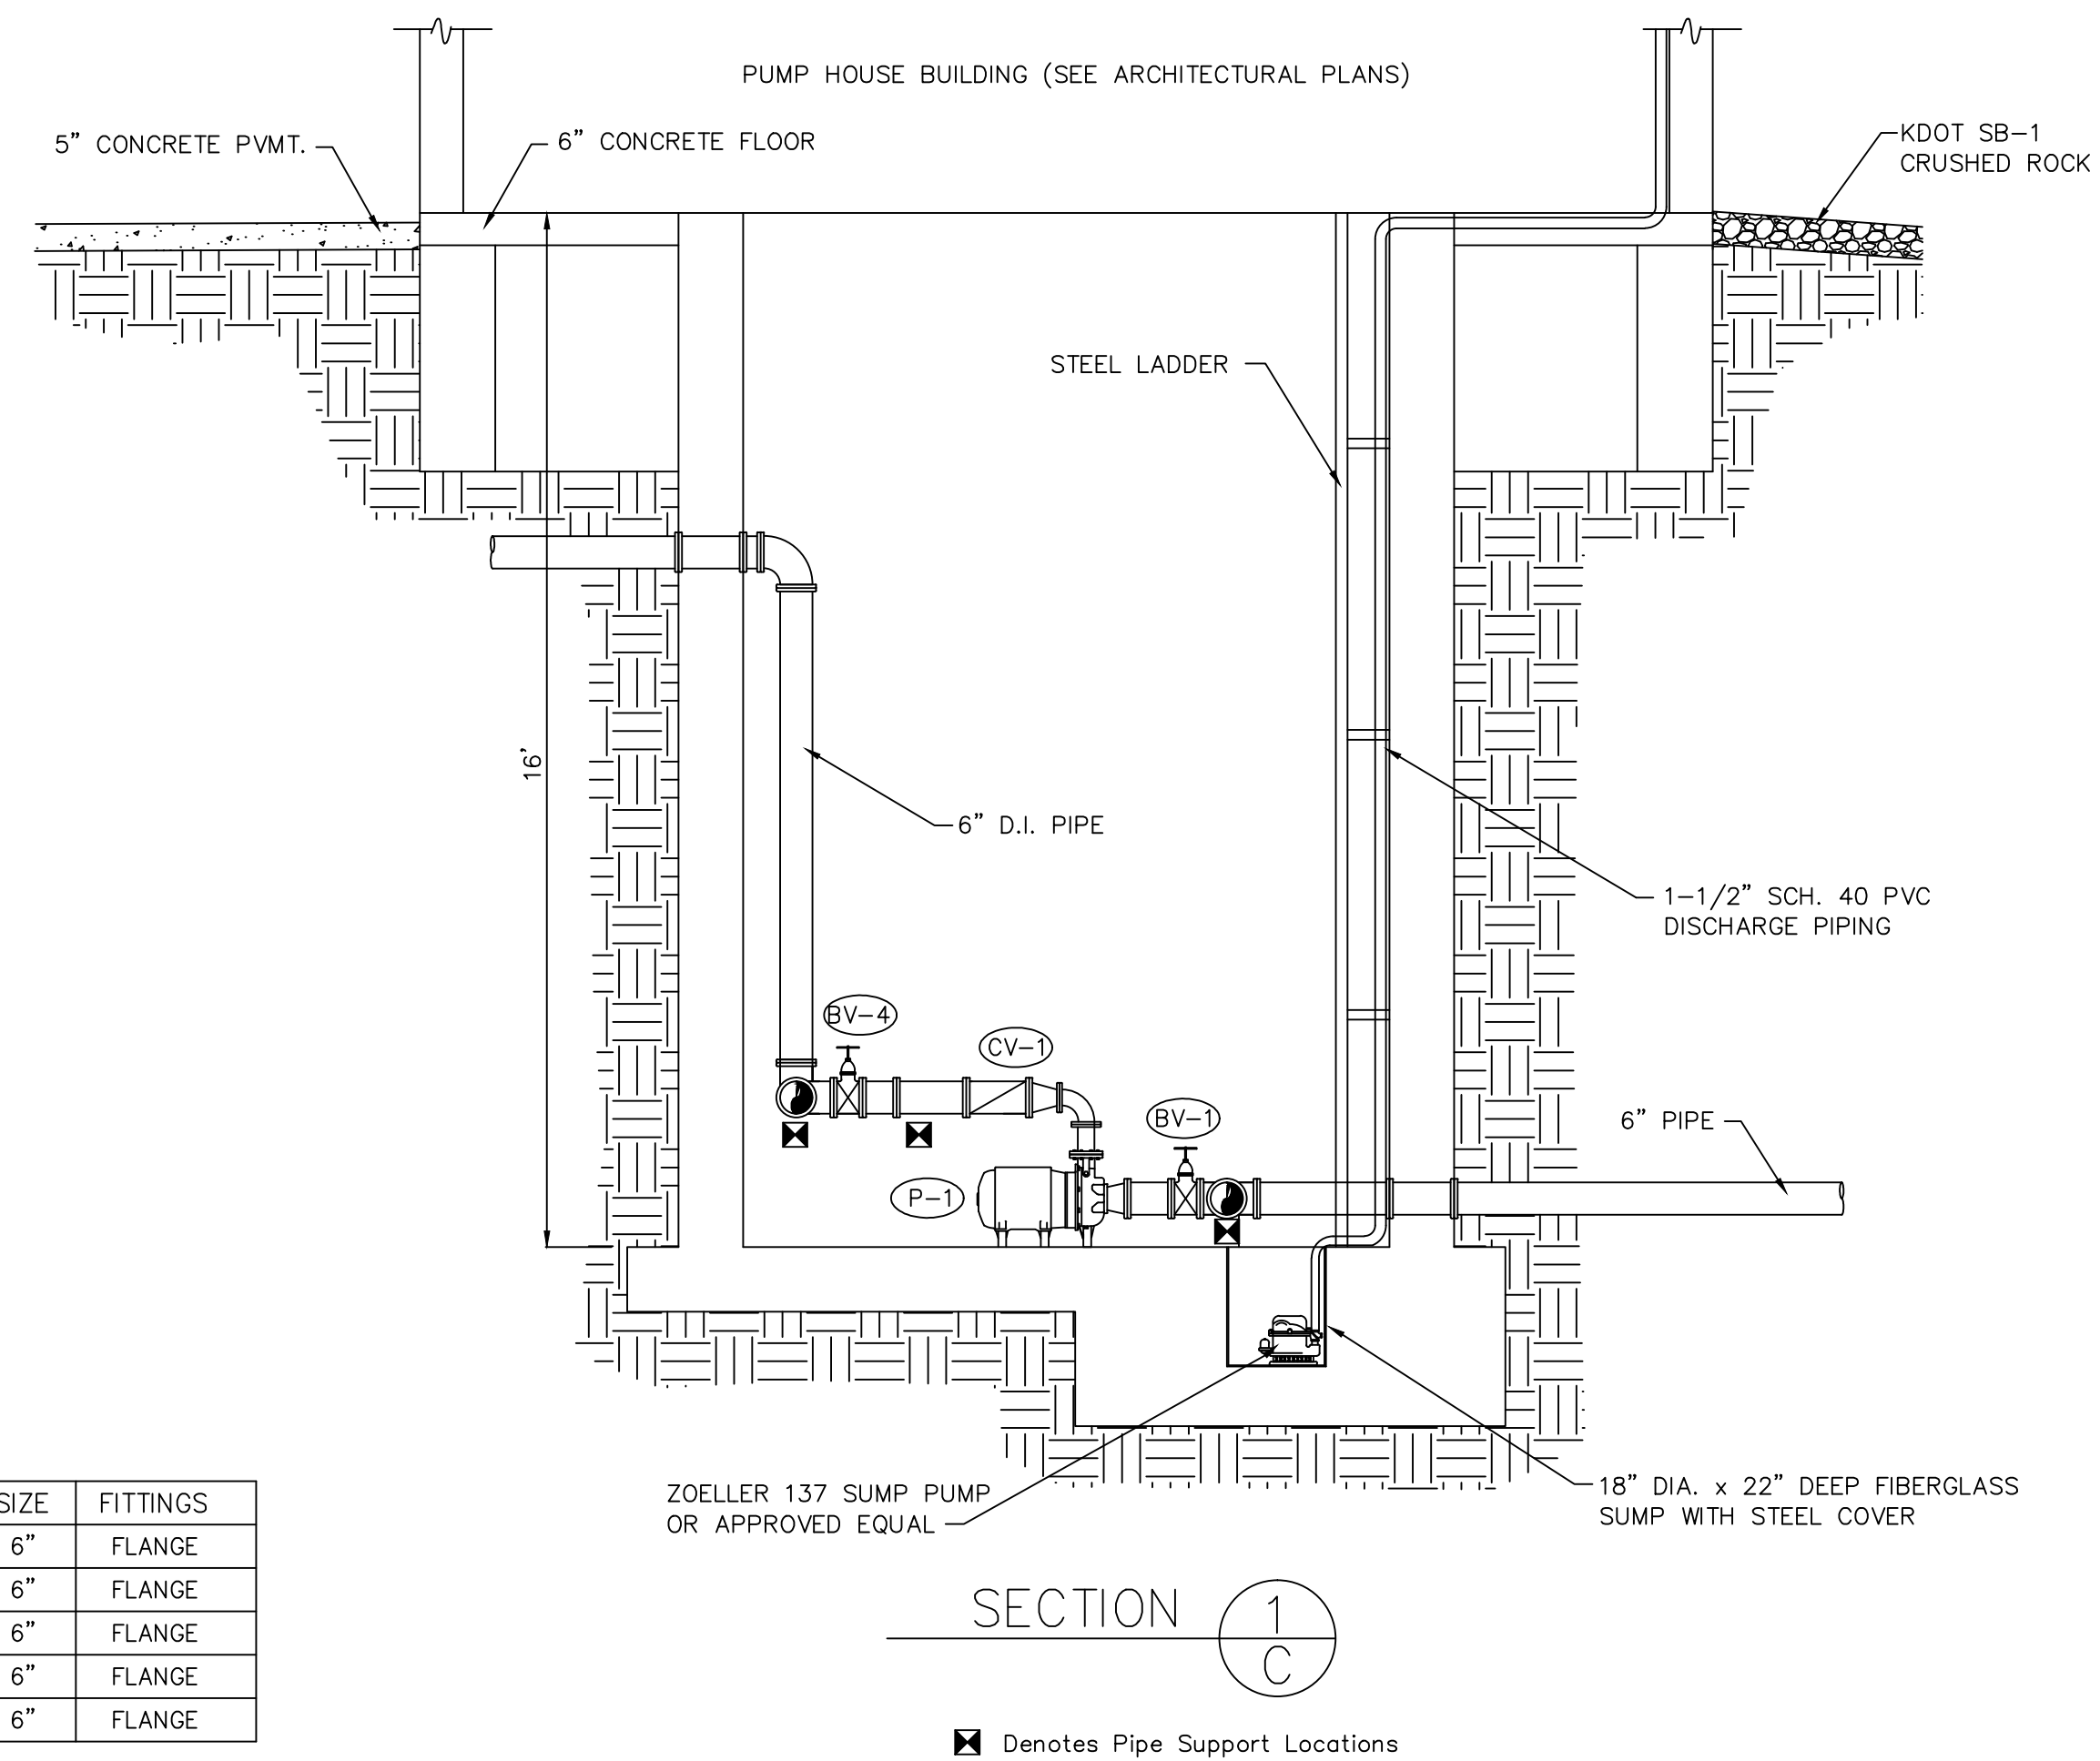 PUMP HOUSE BUILDING (SEE ARCHITECTURAL PLANS)
5" CONCRETE PVMT.
6" CONCRETE FLOOR
KDOT SB-1
CRUSHED ROCK
STEEL LADDER
16'
6" D.I. PIPE
1-1/2" SCH. 40 PVC
DISCHARGE PIPING
BV-4
CV-1
BV-1
6" PIPE
P-1
ZOELLER 137 SUMP PUMP
OR APPROVED EQUAL
18" DIA. x 22" DEEP FIBERGLASS
SUMP WITH STEEL COVER
SIZE FITTINGS
6" FLANGE
6" FLANGE
6" FLANGE
6" FLANGE
6" FLANGE
SECTION 1
C
Denotes Pipe Support Locations